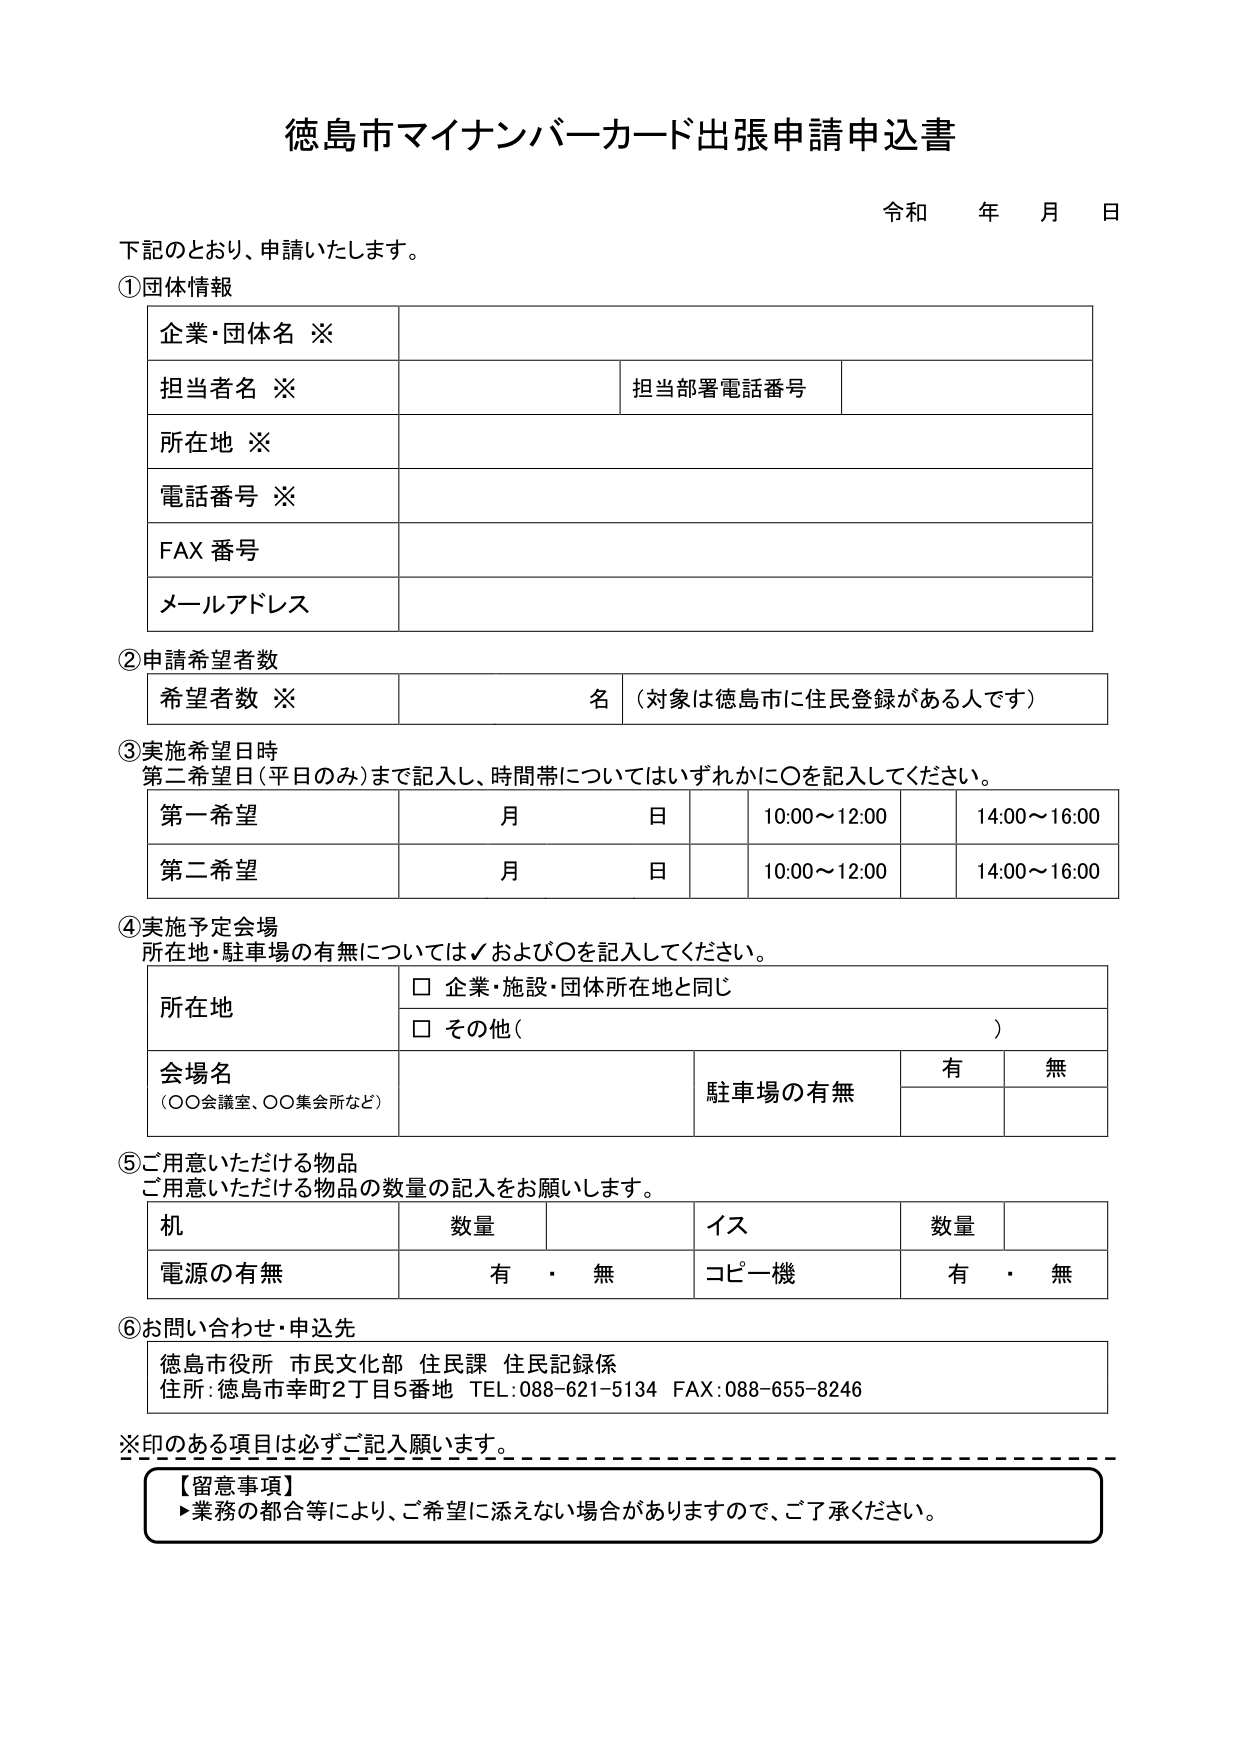 徳島市マイナンバーカード出張申請申込書
令和　　年　　月　　日
下記のとおり、申請いたします。
①団体情報
企業・団体名 ※
担当者名 ※　担当部署電話番号
所在地 ※
電話番号 ※
FAX 番号
メールアドレス
②申請希望者数
希望者数 ※　名　（対象は徳島市に住民登録がある人です）
③実施希望日時
第二希望日（平日のみ）まで記入し、時間帯についてはいずれかに〇を記入してください。
第一希望　月　日　10:00～12:00　14:00～16:00
第二希望　月　日　10:00～12:00　14:00～16:00
④実施予定会場
所在地・駐車場の有無については✓および〇を記入してください。
所在地
□ 企業・施設・団体所在地と同じ
□ その他（　　　　　　　　　　）
会場名
（〇〇会議室、〇〇集会所など）
駐車場の有無　有　無
⑤ご用意いただける物品
ご用意いただける物品の数量の記入をお願いします。
机　数量　イス　数量
電源の有無　有　・　無　コピー機　有　・　無
⑥お問い合わせ・申込先
徳島市役所 市民文化部 住民課 住民記録係
住所：徳島市幸町2丁目5番地 TEL：088-621-5134 FAX：088-655-8246
※印のある項目は必ずご記入願います。
【留意事項】
▶業務の都合等により、ご希望に添えない場合がありますので、ご了承ください。